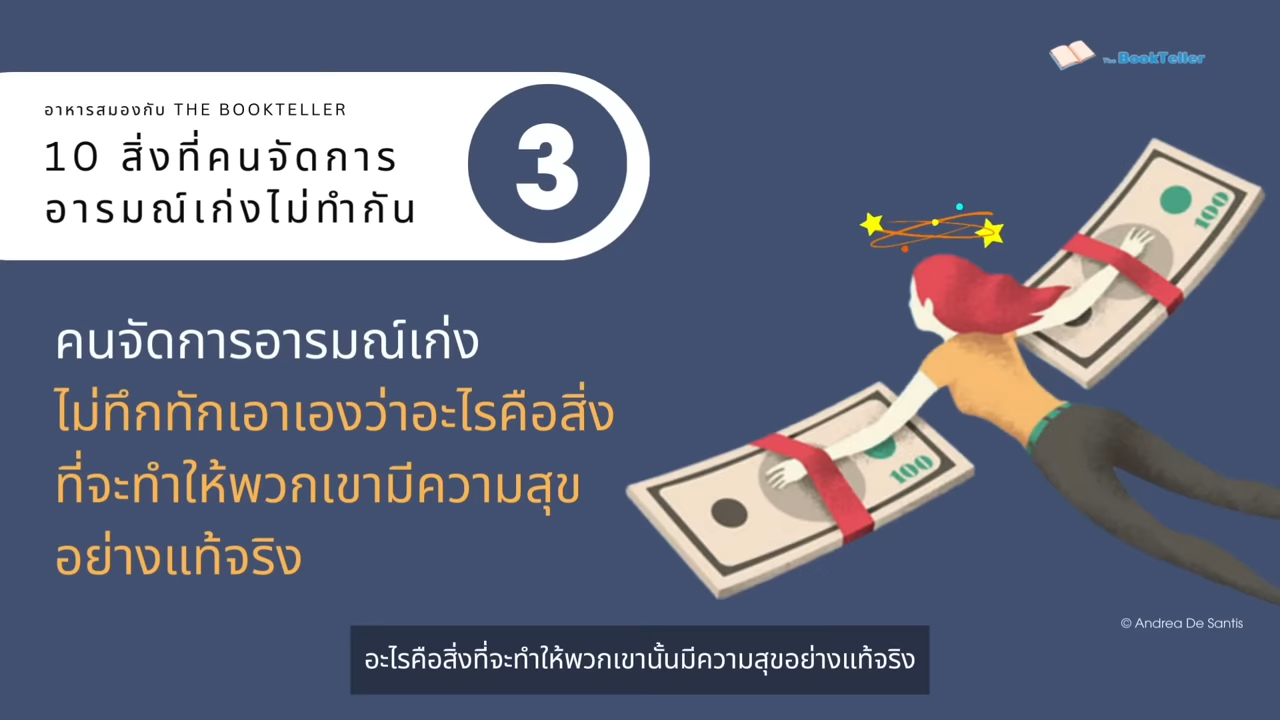 The BookTeller
อาหารสมองกับ THE BOOKTELLER
10 สิ่งที่คนจัดการ
อารมณ์เก่งไม่ทำกัน
3
คนจัดการอารมณ์เก่ง
ไม่ทึกทักเอาเองว่าอะไรคือสิ่ง
ที่จะทำให้พวกเขามีความสุข
อย่างแท้จริง
100
100
© Andrea De Santis
อะไรคือสิ่งที่จะทำให้พวกเขานั้นมีความสุขอย่างแท้จริง